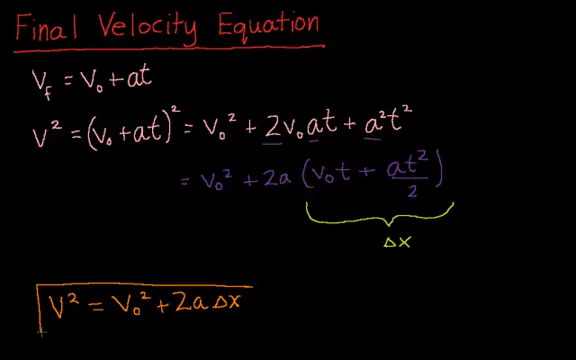 Final Velocity Equation
V_f = V₀ + at
V² = (V₀ + at)² = V₀² + 2V₀at + a²t²
= V₀² + 2a (V₀t + at²/2)
Δx
V² = V₀² + 2aΔx